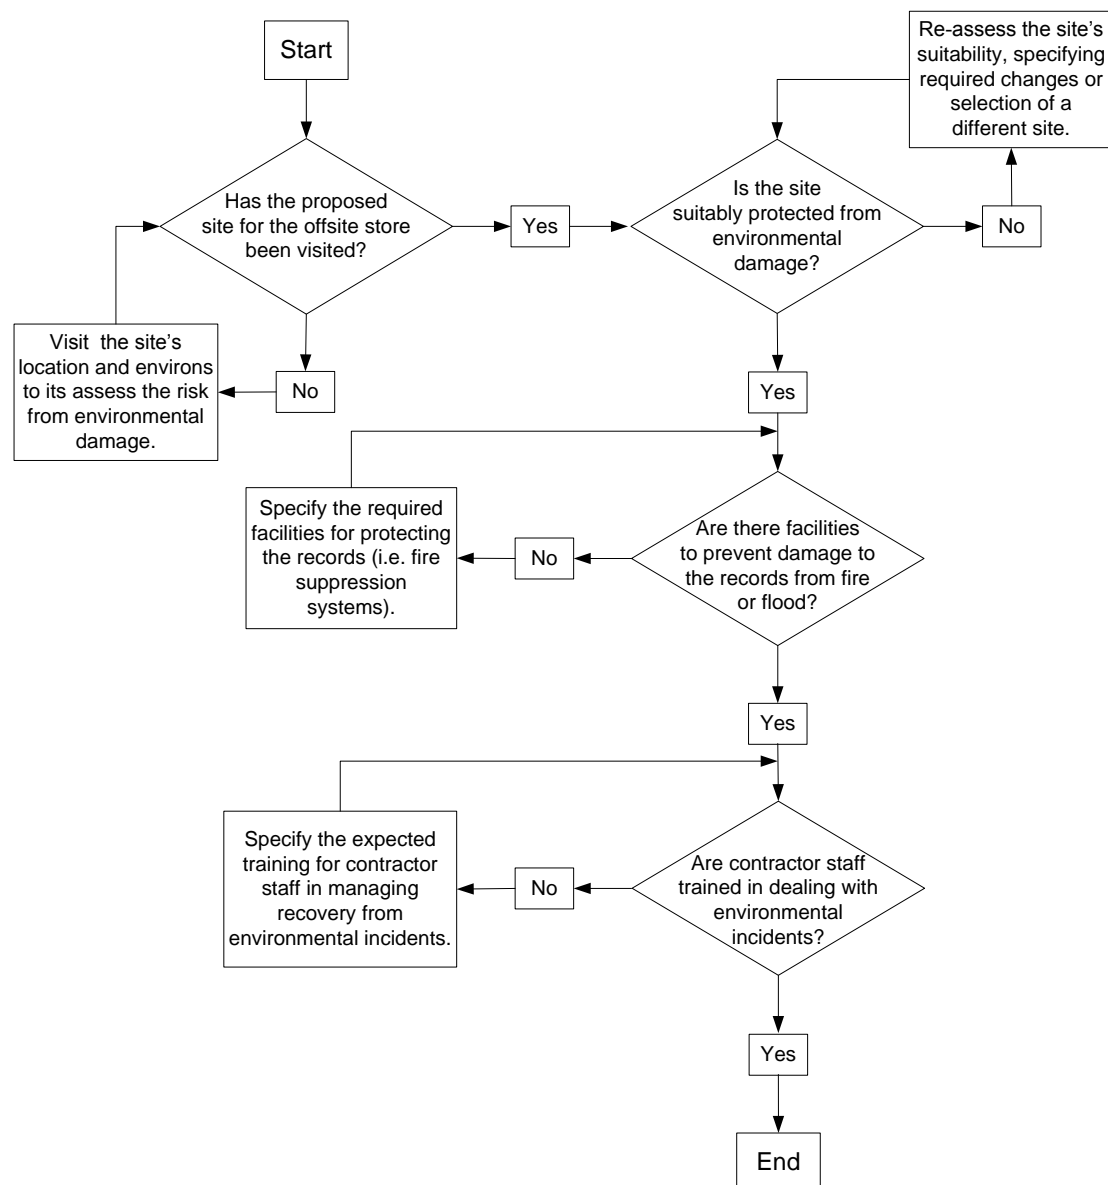 Start
Has the proposed
site for the offsite store
been visited?
Yes
No
Visit  the site's
location and environs
to its assess the risk
from environmental
damage.
Is the site
suitably protected from
environmental
damage?
No
Re-assess the site's
suitability, specifying
required changes or
selection of a
different site.
Yes
Are there facilities
to prevent damage to
the records from fire
or flood?
No
Specify the required
facilities for protecting
the records (i.e. fire
suppression
systems).
Yes
Are contractor staff
trained in dealing with
environmental
incidents?
No
Specify the expected
training for contractor
staff in managing
recovery from
environmental incidents.
Yes
End